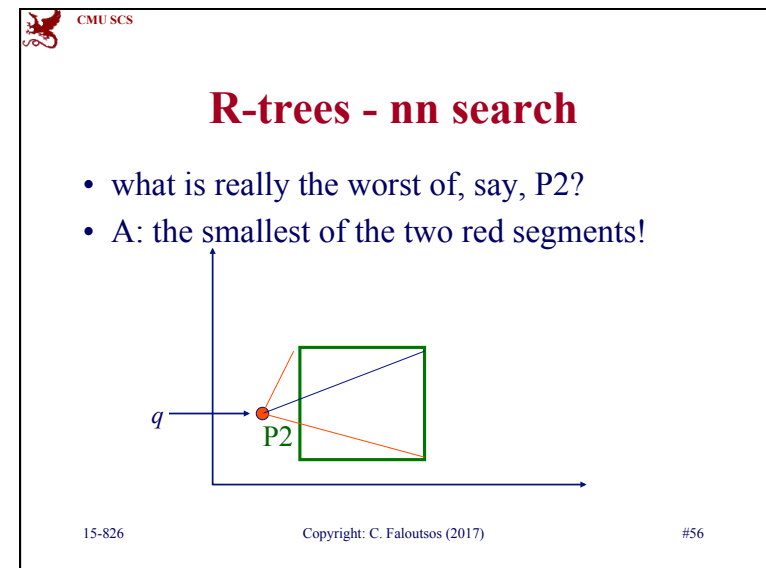 CMU SCS
R-trees - nn search
• what is really the worst of, say, P2?
• A: the smallest of the two red segments!
q
P2
15-826 Copyright: C. Faloutsos (2017) #56